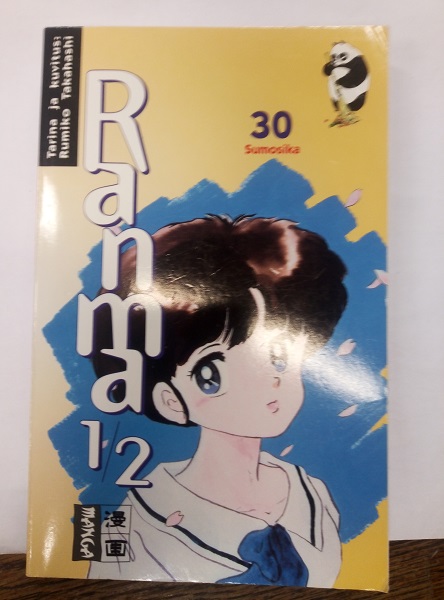 Tarina ja kuvitus:
Rumiko Takahashi
Ranma
1/2
30
Sumosika
漫画
MANGA